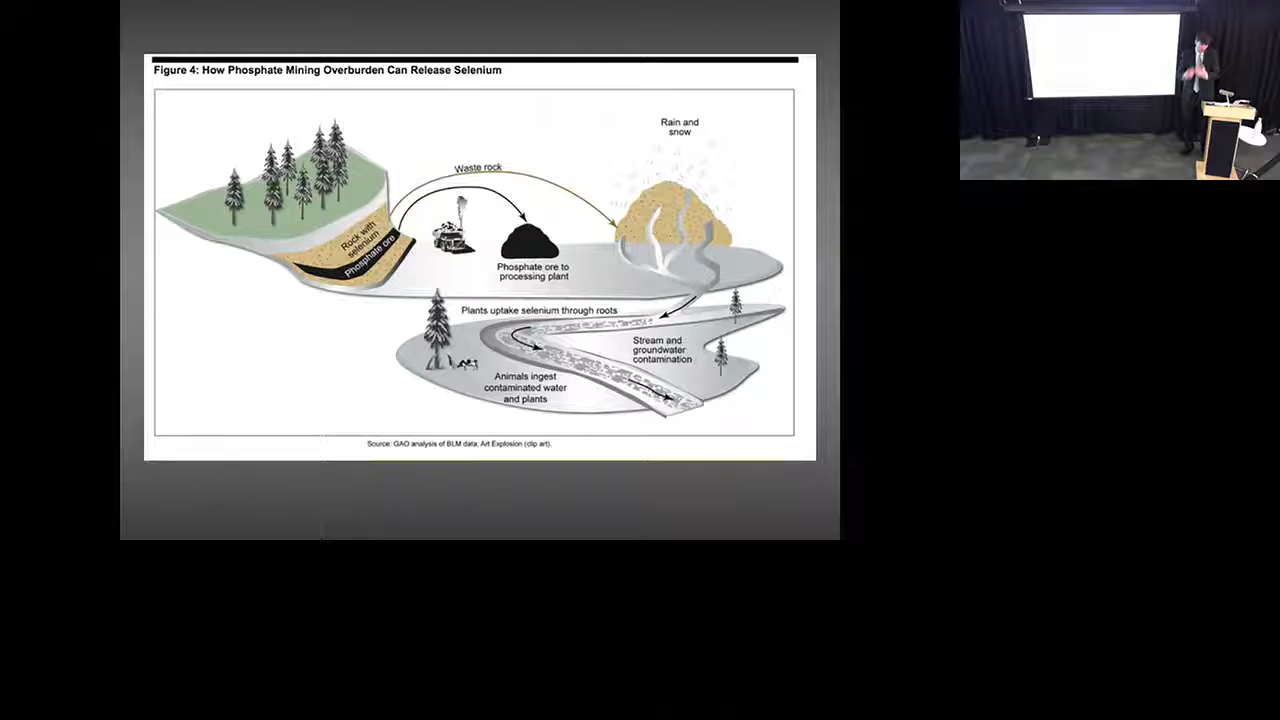 Figure 4: How Phosphate Mining Overburden Can Release Selenium
Rain and
snow
Waste rock
Rock with
selenium
Phosphate ore
Phosphate ore to
processing plant
Plants uptake selenium through roots
Stream and
groundwater
contamination
Animals ingest
contaminated water
and plants
Source: GAO analysis of BLM data; Art Explosion (clip art).